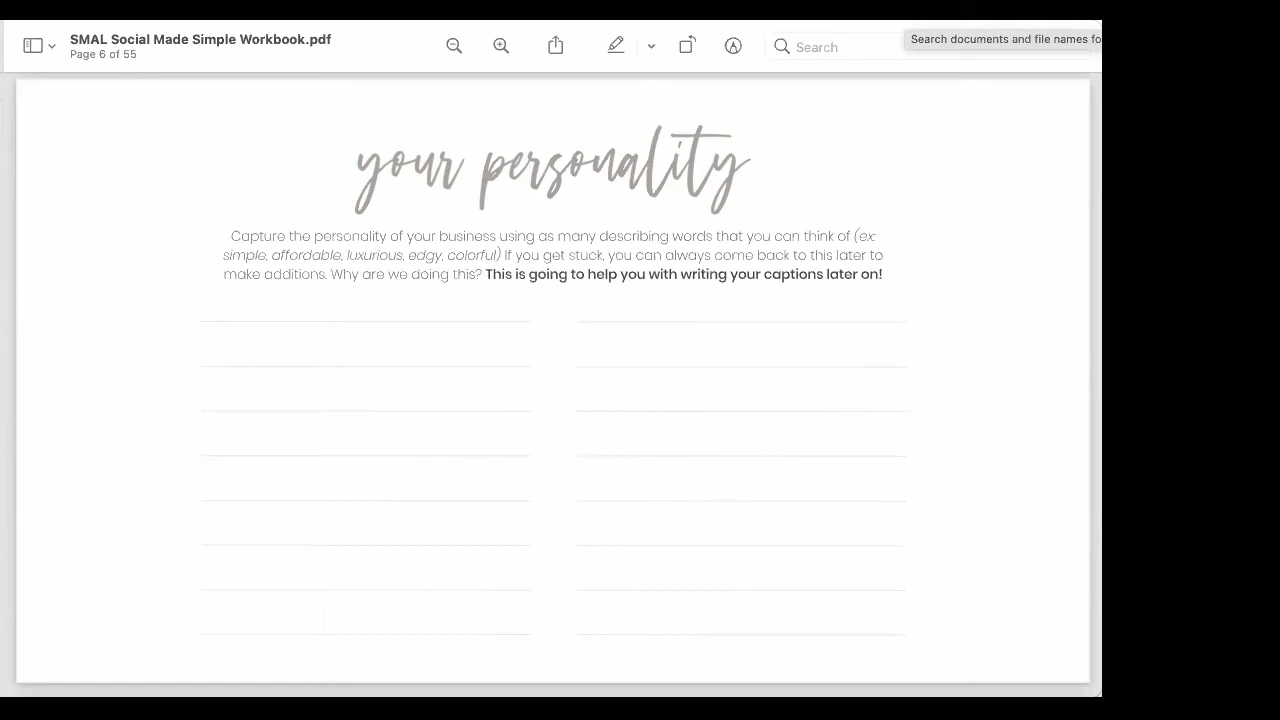 SMAL Social Made Simple Workbook.pdf
Page 6 of 55
Search
Search documents and file names fo
your personality
Capture the personality of your business using as many describing words that you can think of (ex:
simple, affordable, luxurious, edgy, colorful) If you get stuck, you can always come back to this later to
make additions. Why are we doing this? This is going to help you with writing your captions later on!